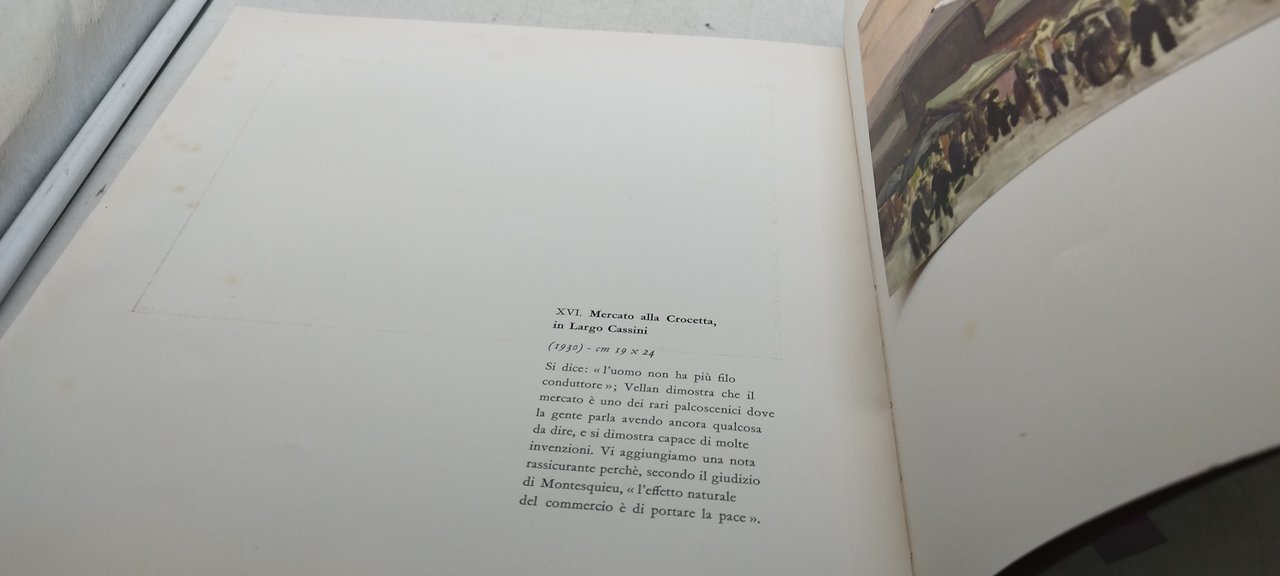 XVI. Mercato alla Crocetta,
in Largo Cassini
(1930) - cm 19 x 24
Si dice: « l'uomo non ha più filo
conduttore »; Vellan dimostra che il
mercato è uno dei rari palcoscenici dove
la gente parla avendo ancora qualcosa
da dire, e si dimostra capace di molte
invenzioni. Vi aggiungiamo una nota
rassicurante perchè, secondo il giudizio
di Montesquieu, « l'effetto naturale
del commercio è di portare la pace ».